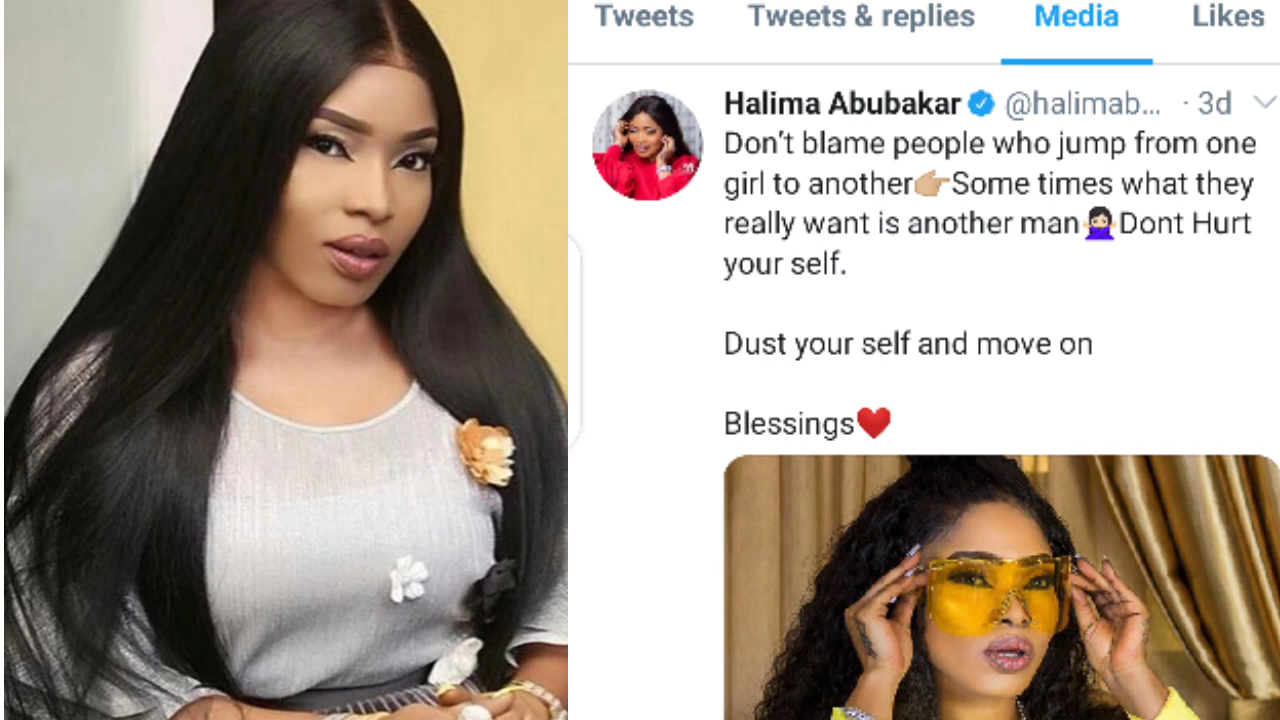 Tweets Tweets & replies Media Likes
Halima Abubakar @halimab... · 3d
Don't blame people who jump from one
girl to another👉🏼Some times what they
really want is another man🤷🏻‍♀️Dont Hurt
your self.
Dust your self and move on
Blessings❤️